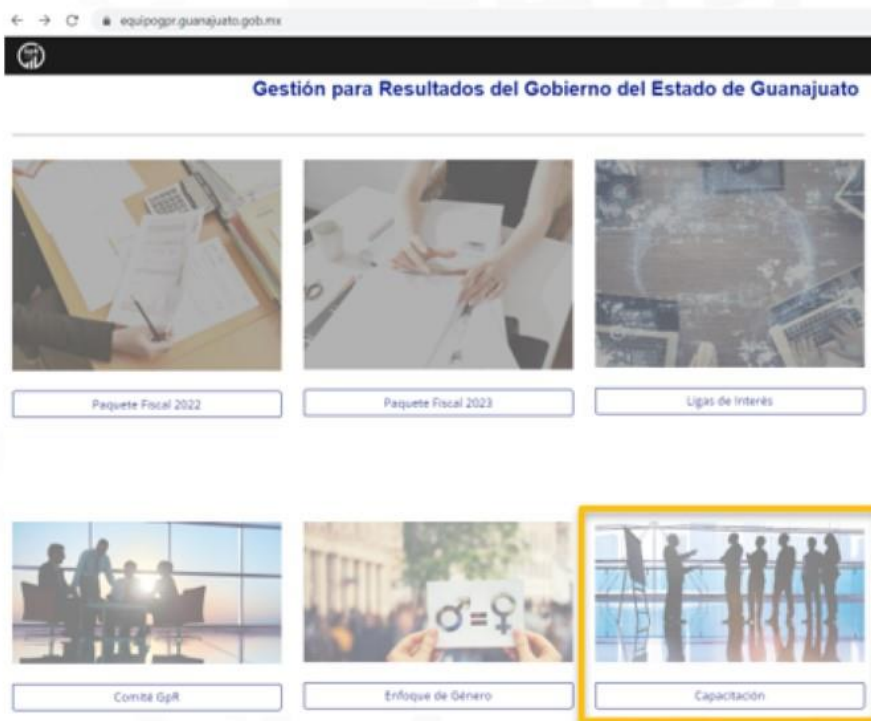 equipogpr.guanajuato.gob.mx
GpR
Gestión para Resultados del Gobierno del Estado de Guanajuato
Paquete Fiscal 2022
Paquete Fiscal 2023
Ligas de Interés
Comité GpR
Enfoque de Género
Capacitación